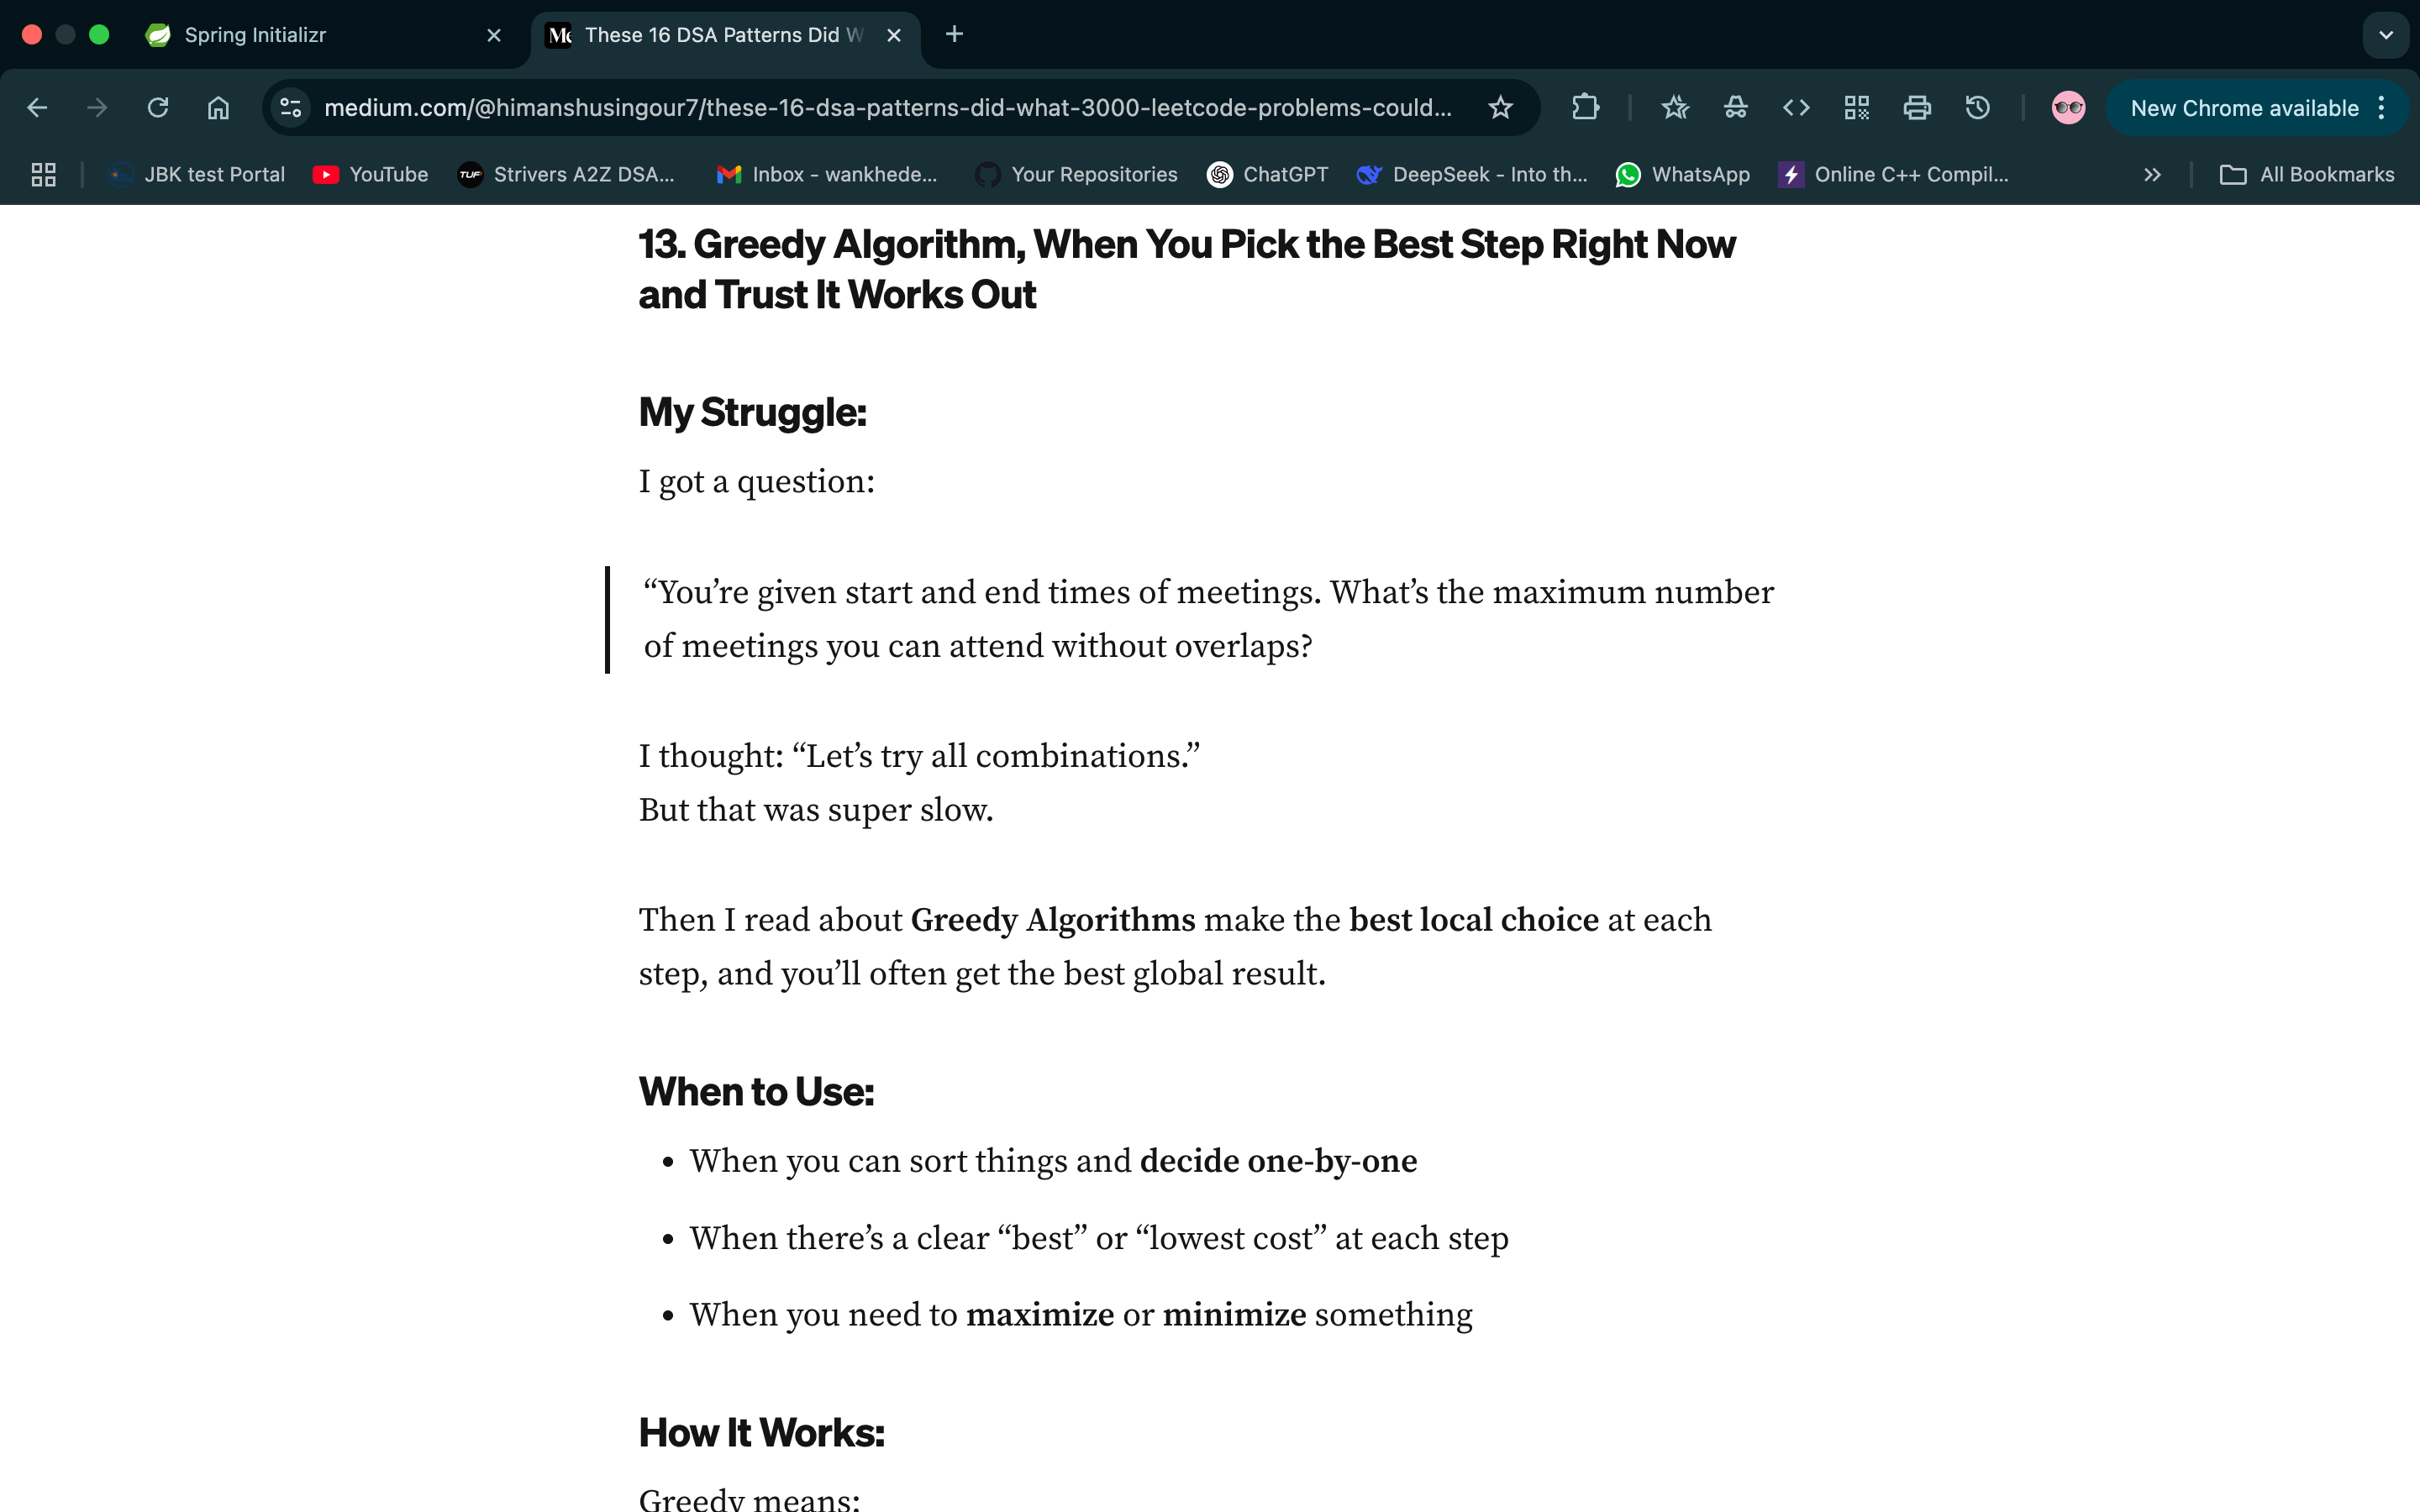 Spring Initializr
These 16 DSA Patterns Did W
medium.com/@himanshusingour7/these-16-dsa-patterns-did-what-3000-leetcode-problems-could...
New Chrome available
JBK test Portal
YouTube
TUF
Strivers A2Z DSA...
Inbox - wankhede...
Your Repositories
ChatGPT
DeepSeek - Into th...
WhatsApp
Online C++ Compil...
All Bookmarks
13. Greedy Algorithm, When You Pick the Best Step Right Now
and Trust It Works Out
My Struggle:
I got a question:
“You’re given start and end times of meetings. What’s the maximum number
of meetings you can attend without overlaps?
I thought: “Let’s try all combinations.”
But that was super slow.
Then I read about Greedy Algorithms make the best local choice at each
step, and you’ll often get the best global result.
When to Use:
• When you can sort things and decide one-by-one
• When there’s a clear “best” or “lowest cost” at each step
• When you need to maximize or minimize something
How It Works:
Greedy means: